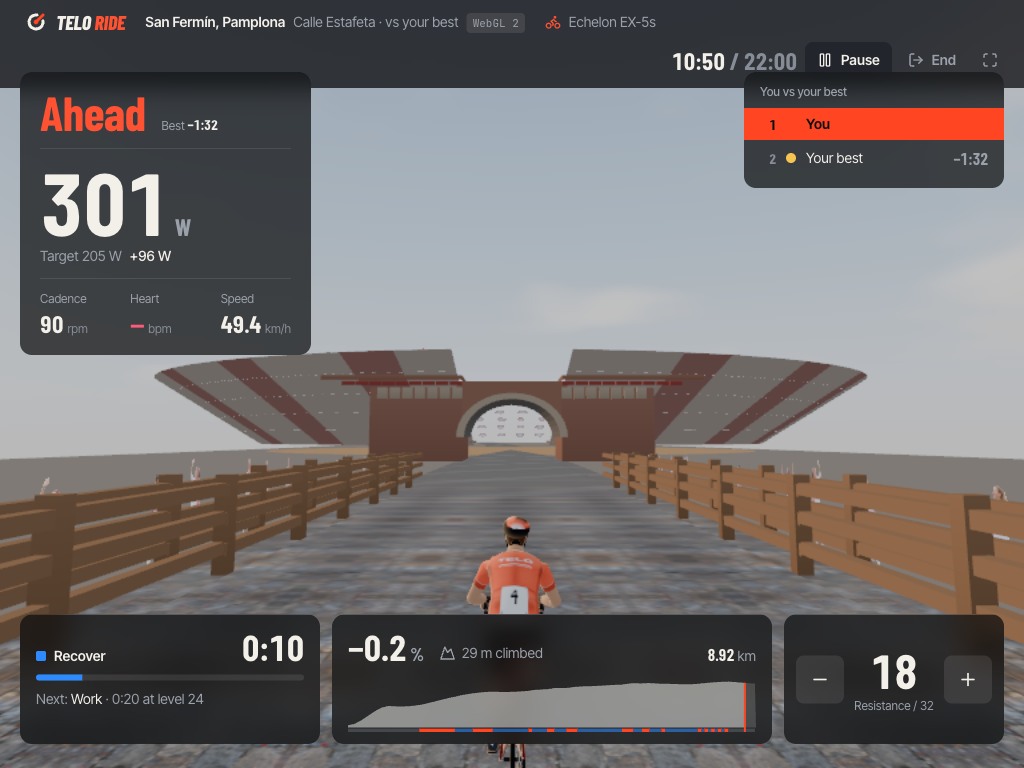 TELO RIDE San Fermín, Pamplona Calle Estafeta · vs your best WebGL 2 Echelon EX-5s
10:50 / 22:00 Pause End
Ahead Best −1:32
301 W
Target 205 W +96 W
Cadence Heart Speed
90 rpm – bpm 49.4 km/h
You vs your best
1 You
2 Your best −1:32
TELO
4
Recover 0:10
Next: Work · 0:20 at level 24
−0.2 % 29 m climbed 8.92 km
− 18 +
Resistance / 32